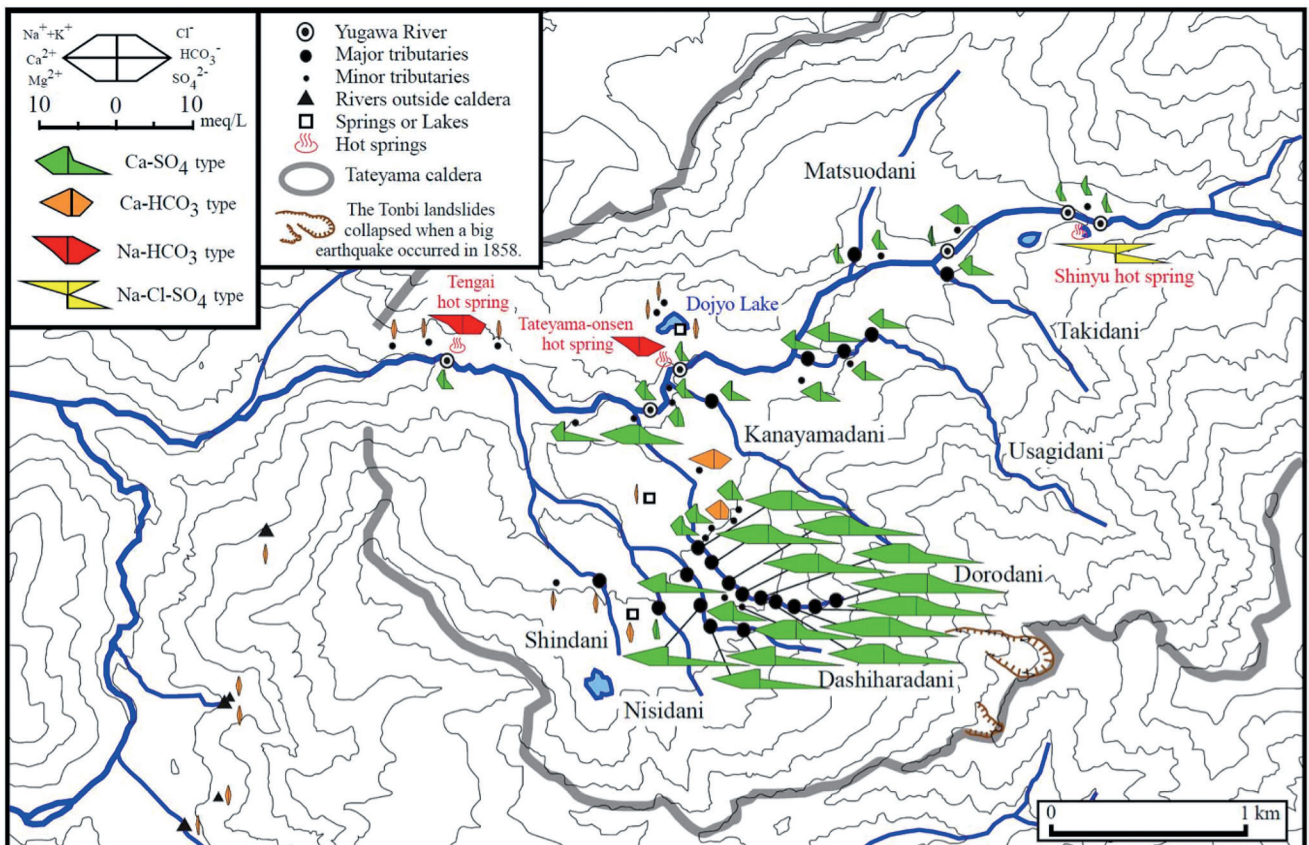 Na⁺+K⁺ Cl⁻
Ca²⁺ HCO₃⁻
Mg²⁺ SO₄²⁻
10 0 10
meq/L
Ca-SO₄ type
Ca-HCO₃ type
Na-HCO₃ type
Na-Cl-SO₄ type
Yugawa River
Major tributaries
Minor tributaries
Rivers outside caldera
Springs or Lakes
Hot springs
Tateyama caldera
The Tonbi landslides
collapsed when a big
earthquake occurred in 1858.
Matsuodani
Shinyu hot spring
Tengai
hot spring
Dojyo Lake
Tateyama-onsen
hot spring
Takidani
Kanayamadani
Usagidani
Dorodani
Shindani
Dashiharadani
Nisidani
0 1 km